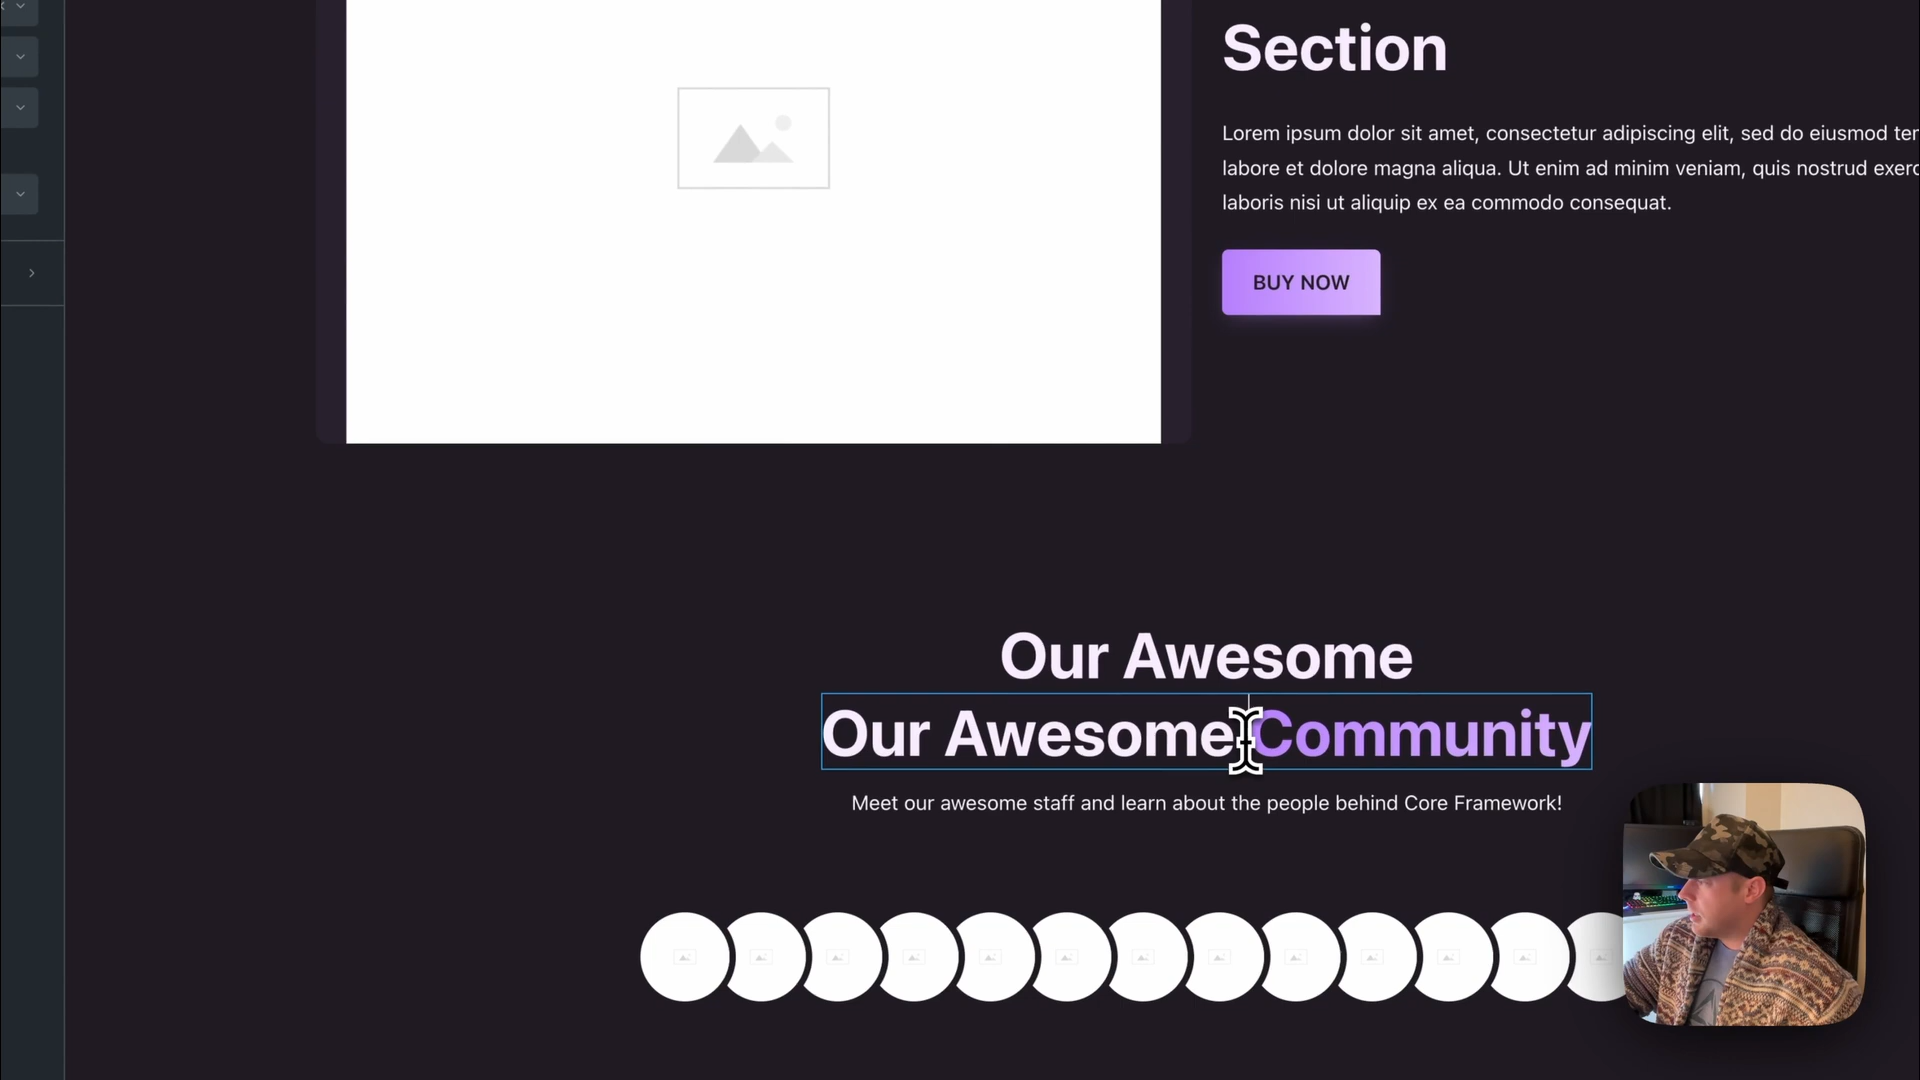 Section
Lorem ipsum dolor sit amet, consectetur adipiscing elit, sed do eiusmod
labore et dolore magna aliqua. Ut enim ad minim veniam, quis nostrud
laboris nisi ut aliquip ex ea commodo consequat.
BUY NOW
Our Awesome
Our Awesome Community
Meet our awesome staff and learn about the people behind Core Framework!